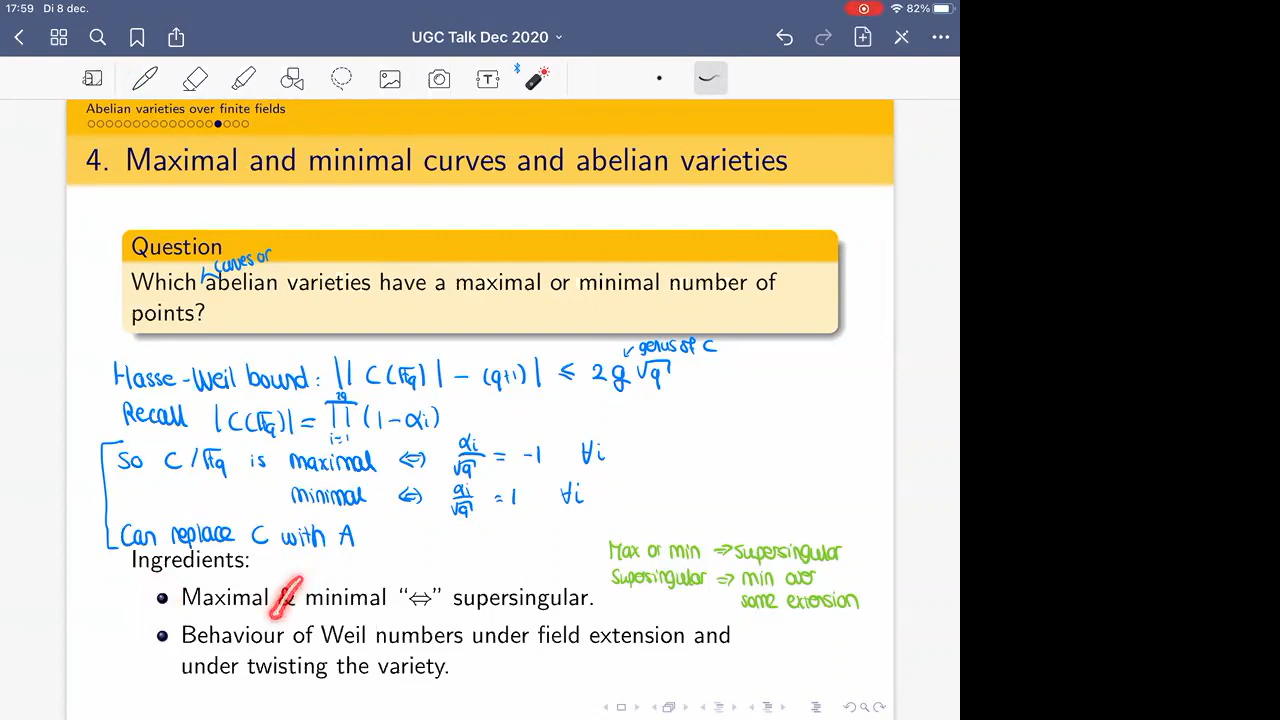 17:59 Di 8 dec. 82%
UGC Talk Dec 2020
T
Abelian varieties over finite fields
4. Maximal and minimal curves and abelian varieties
Question
curves or
Which abelian varieties have a maximal or minimal number of
points?
genus of C
Hasse-Weil bound: | |C(𝔽q)| - (q+1) | ≤ 2g√q
Recall |C(𝔽q)| = ∏_{i=1}^{2g} (1 - αi)
So C/𝔽q is maximal ⇔ αi/√q = -1 ∀i
minimal ⇔ αi/√q = 1 ∀i
Can replace C with A
Ingredients:
Max or min ⇒ supersingular
Supersingular ⇒ min over
some extension
• Maximal & minimal “⇔” supersingular.
• Behaviour of Weil numbers under field extension and
under twisting the variety.